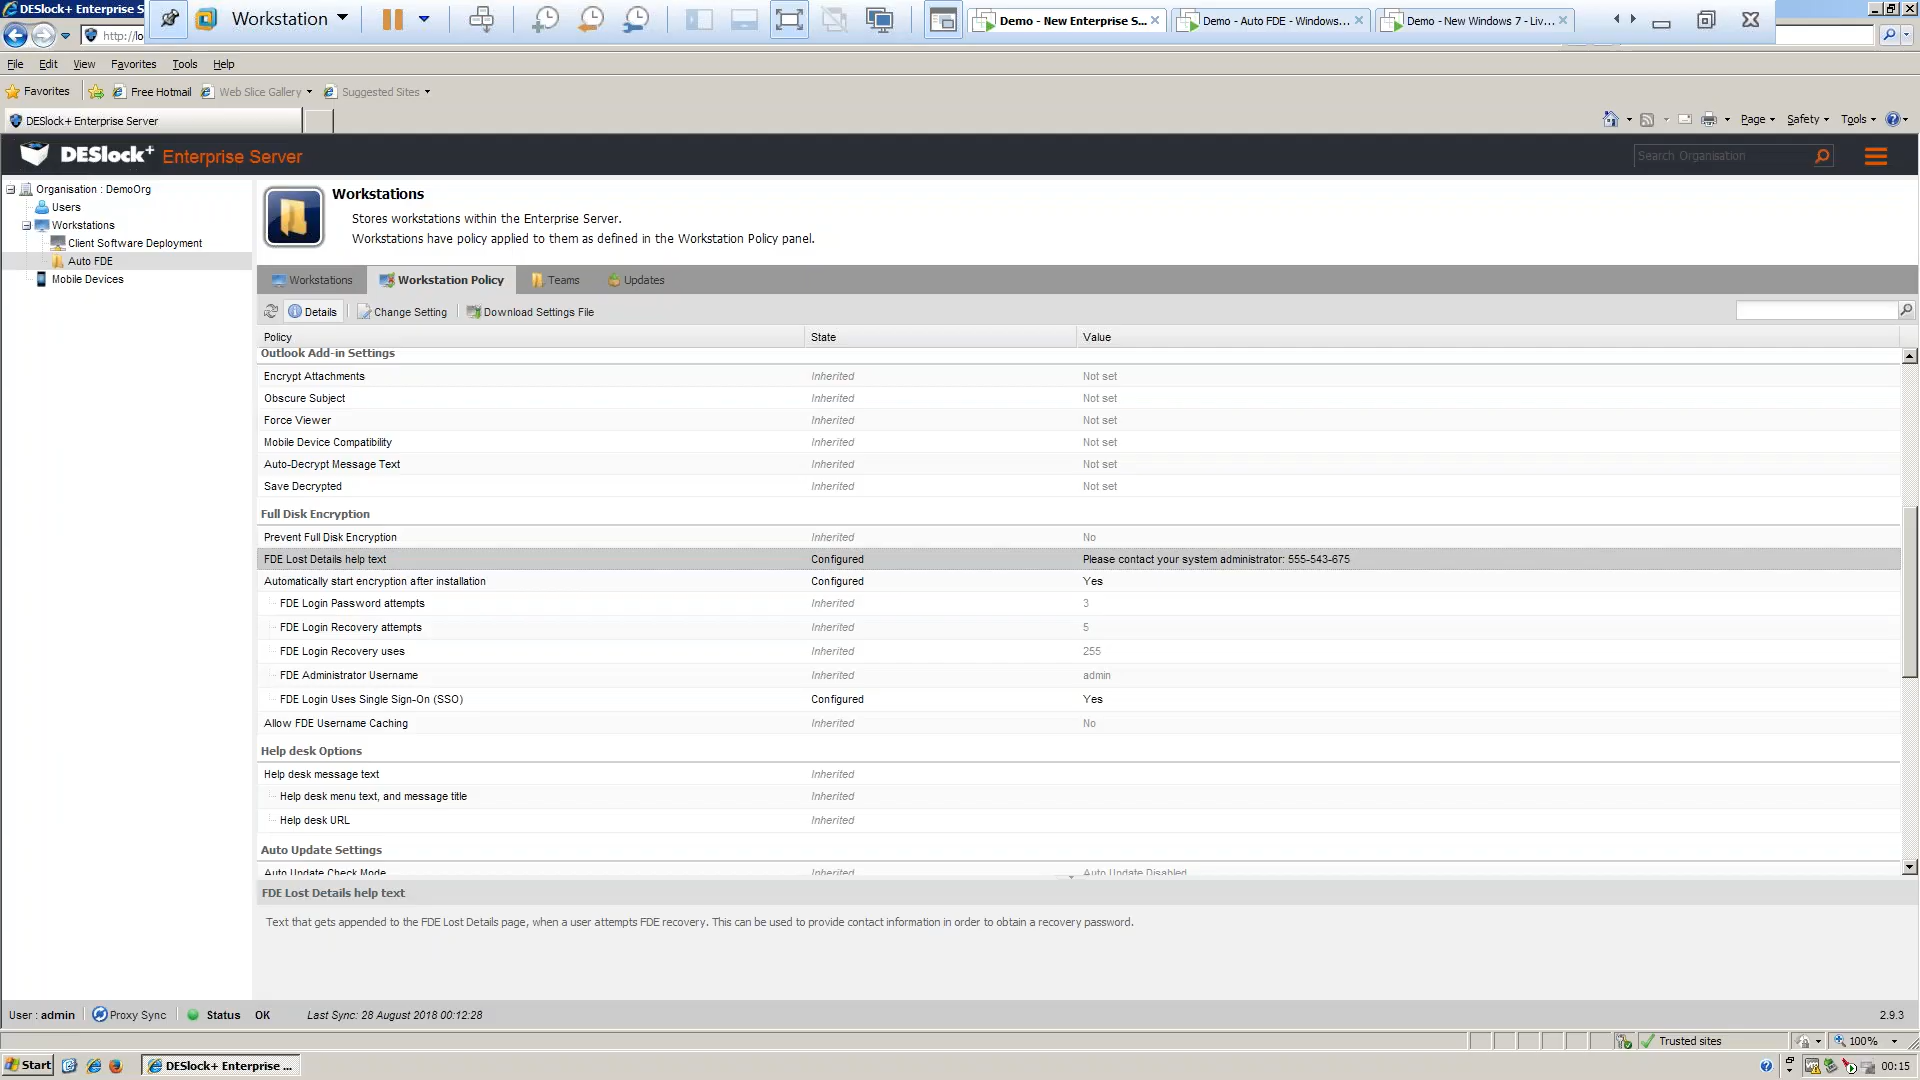 DESlock+ Enterprise S
Workstation
Demo - New Enterprise S...
Demo - Auto FDE - Windows...
Demo - New Windows 7 - Liv...
http://lo
File Edit View Favorites Tools Help
Favorites
Free Hotmail
Web Slice Gallery
Suggested Sites
DESlock+ Enterprise Server
Page
Safety
Tools
DESlock+ Enterprise Server
Search Organisation
Organisation : DemoOrg
Users
Workstations
Client Software Deployment
Auto FDE
Mobile Devices
Workstations
Stores workstations within the Enterprise Server.
Workstations have policy applied to them as defined in the Workstation Policy panel.
Workstations
Workstation Policy
Teams
Updates
Details
Change Setting
Download Settings File
Policy State Value
Outlook Add-in Settings
Encrypt Attachments Inherited Not set
Obscure Subject Inherited Not set
Force Viewer Inherited Not set
Mobile Device Compatibility Inherited Not set
Auto-Decrypt Message Text Inherited Not set
Save Decrypted Inherited Not set
Full Disk Encryption
Prevent Full Disk Encryption Inherited No
FDE Lost Details help text Configured Please contact your system administrator: 555-543-675
Automatically start encryption after installation Configured Yes
FDE Login Password attempts Inherited 3
FDE Login Recovery attempts Inherited 5
FDE Login Recovery uses Inherited 255
FDE Administrator Username Inherited admin
FDE Login Uses Single Sign-On (SSO) Configured Yes
Allow FDE Username Caching Inherited No
Help desk Options
Help desk message text Inherited
Help desk menu text, and message title Inherited
Help desk URL Inherited
Auto Update Settings
Auto Update Check Mode Inherited Auto Update Disabled
FDE Lost Details help text
Text that gets appended to the FDE Lost Details page, when a user attempts FDE recovery. This can be used to provide contact information in order to obtain a recovery password.
User : admin
Proxy Sync
Status OK
Last Sync: 28 August 2018 00:12:28
2.9.3
Trusted sites
100%
Start
DESlock+ Enterprise ...
00:15